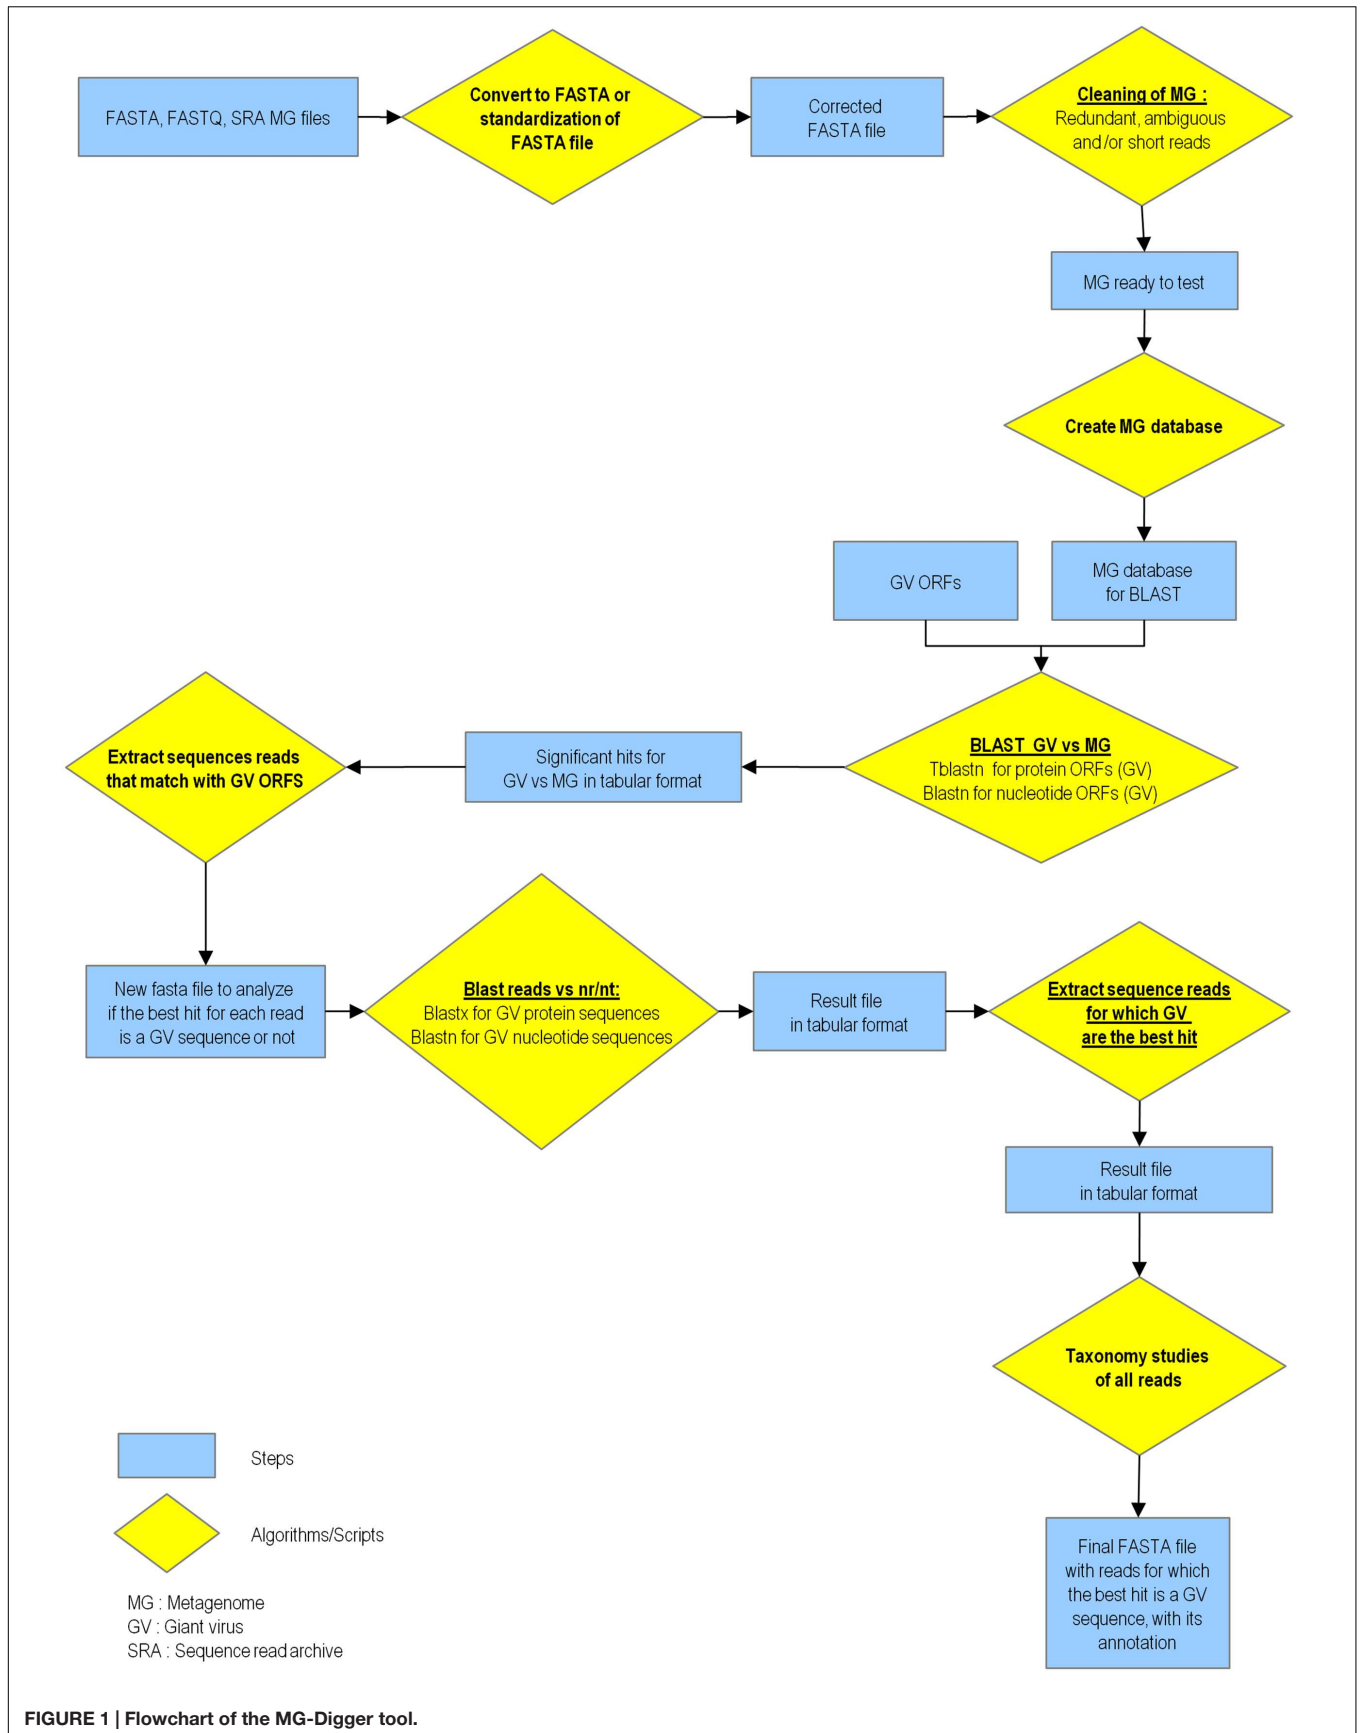 FASTA, FASTQ, SRA MG files
Convert to FASTA or
standardization of
FASTA file
Corrected
FASTA file
Cleaning of MG :
Redundant, ambiguous
and/or short reads
MG ready to test
Create MG database
GV ORFs
MG database
for BLAST
BLAST GV vs MG
Tblastn for protein ORFs (GV)
Blastn for nucleotide ORFs (GV)
Significant hits for
GV vs MG in tabular format
Extract sequences reads
that match with GV ORFS
New fasta file to analyze
if the best hit for each read
is a GV sequence or not
Blast reads vs nr/nt:
Blastx for GV protein sequences
Blastn for GV nucleotide sequences
Result file
in tabular format
Extract sequence reads
for which GV
are the best hit
Result file
in tabular format
Taxonomy studies
of all reads
Final FASTA file
with reads for which
the best hit is a GV
sequence, with its
annotation
Steps
Algorithms/Scripts
MG : Metagenome
GV : Giant virus
SRA : Sequence read archive
FIGURE 1 | Flowchart of the MG-Digger tool.